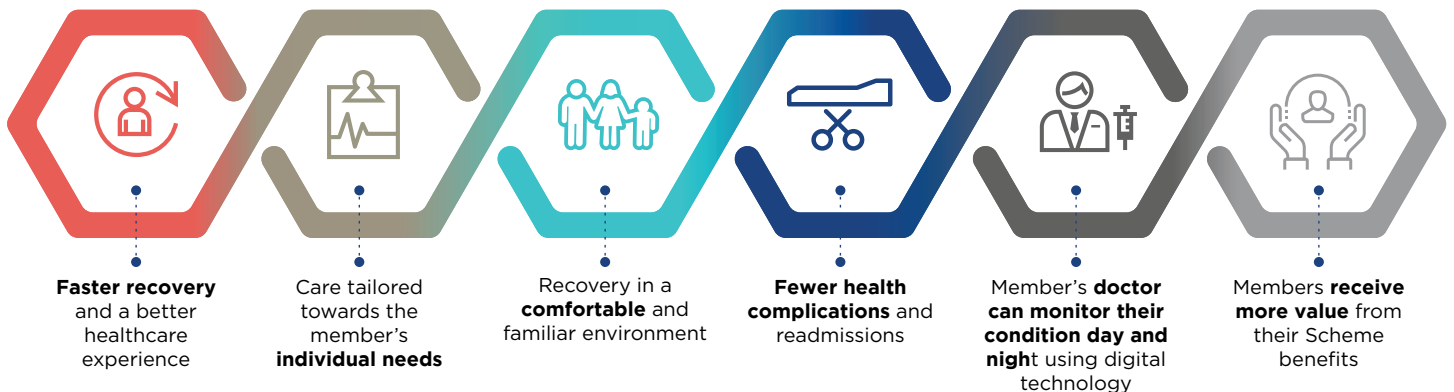 Faster recovery
and a better
healthcare
experience
Care tailored
towards the
member's
individual needs
Recovery in a
comfortable and
familiar environment
Fewer health
complications and
readmissions
Member's doctor
can monitor their
condition day and
night using digital
technology
Members receive
more value from
their Scheme
benefits